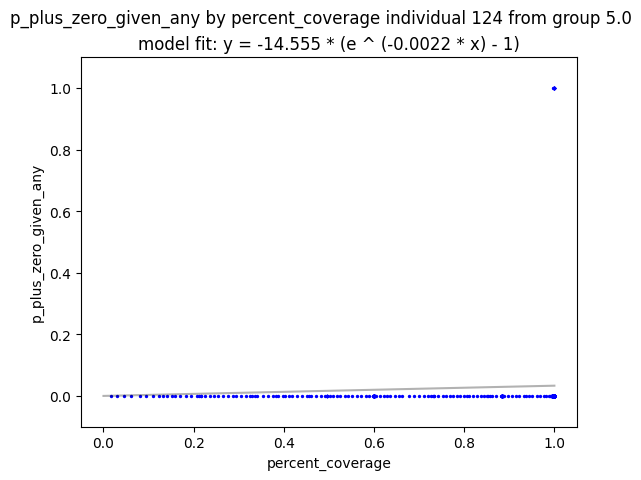 p_plus_zero_given_any by percent_coverage individual 124 from group 5.0
model fit: y = -14.555 * (e ^ (-0.0022 * x) - 1)
1.0
0.8
0.6
0.4
0.2
0.0
p_plus_zero_given_any
0.0 0.2 0.4 0.6 0.8 1.0
percent_coverage